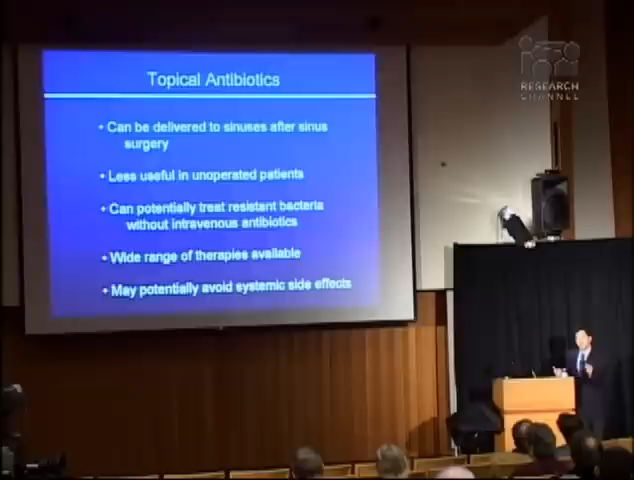 Topical Antibiotics
• Can be delivered to sinuses after sinus
surgery
• Less useful in unoperated patients
• Can potentially treat resistant bacteria
without intravenous antibiotics
• Wide range of therapies available
• May potentially avoid systemic side effects
RESEARCH
CHANNEL